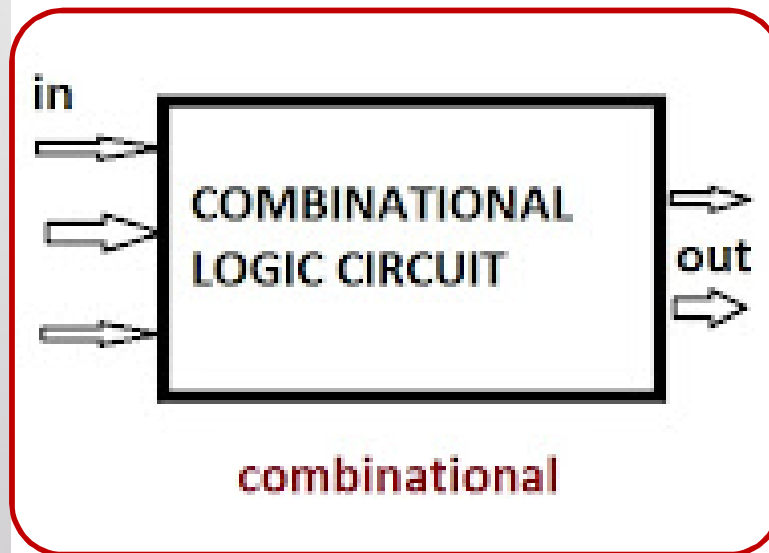 in
COMBINATIONAL
LOGIC CIRCUIT
out
combinational